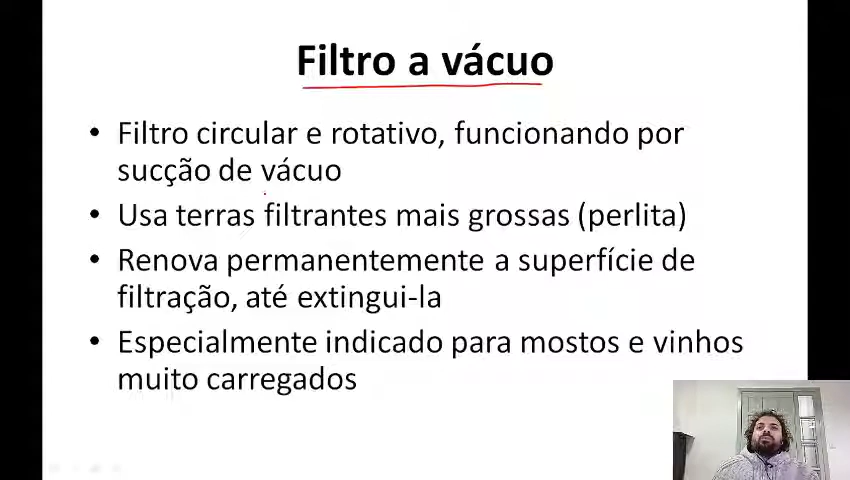 Filtro a vácuo
• Filtro circular e rotativo, funcionando por
sucção de vácuo
• Usa terras filtrantes mais grossas (perlita)
• Renova permanentemente a superfície de
filtração, até extingui-la
• Especialmente indicado para mostos e vinhos
muito carregados